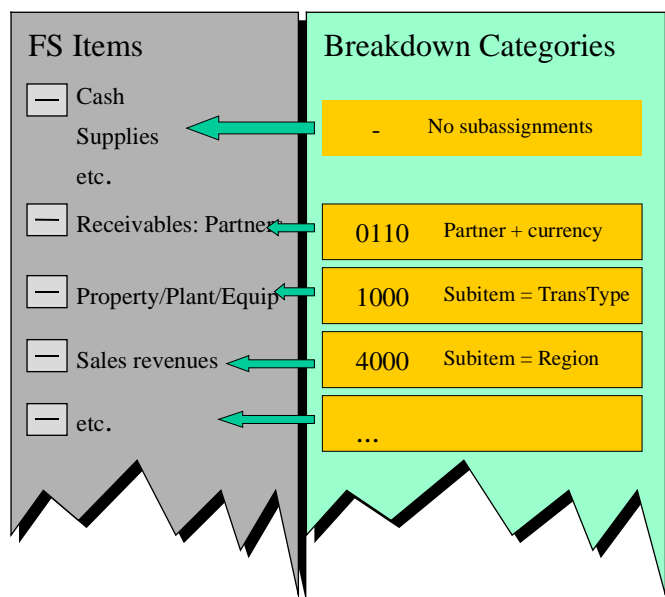 FS Items
Cash
Supplies
etc.
Receivables: Partner
Property/Plant/Equip
Sales revenues
etc.
Breakdown Categories
- No subassignments
0110 Partner + currency
1000 Subitem = TransType
4000 Subitem = Region
...